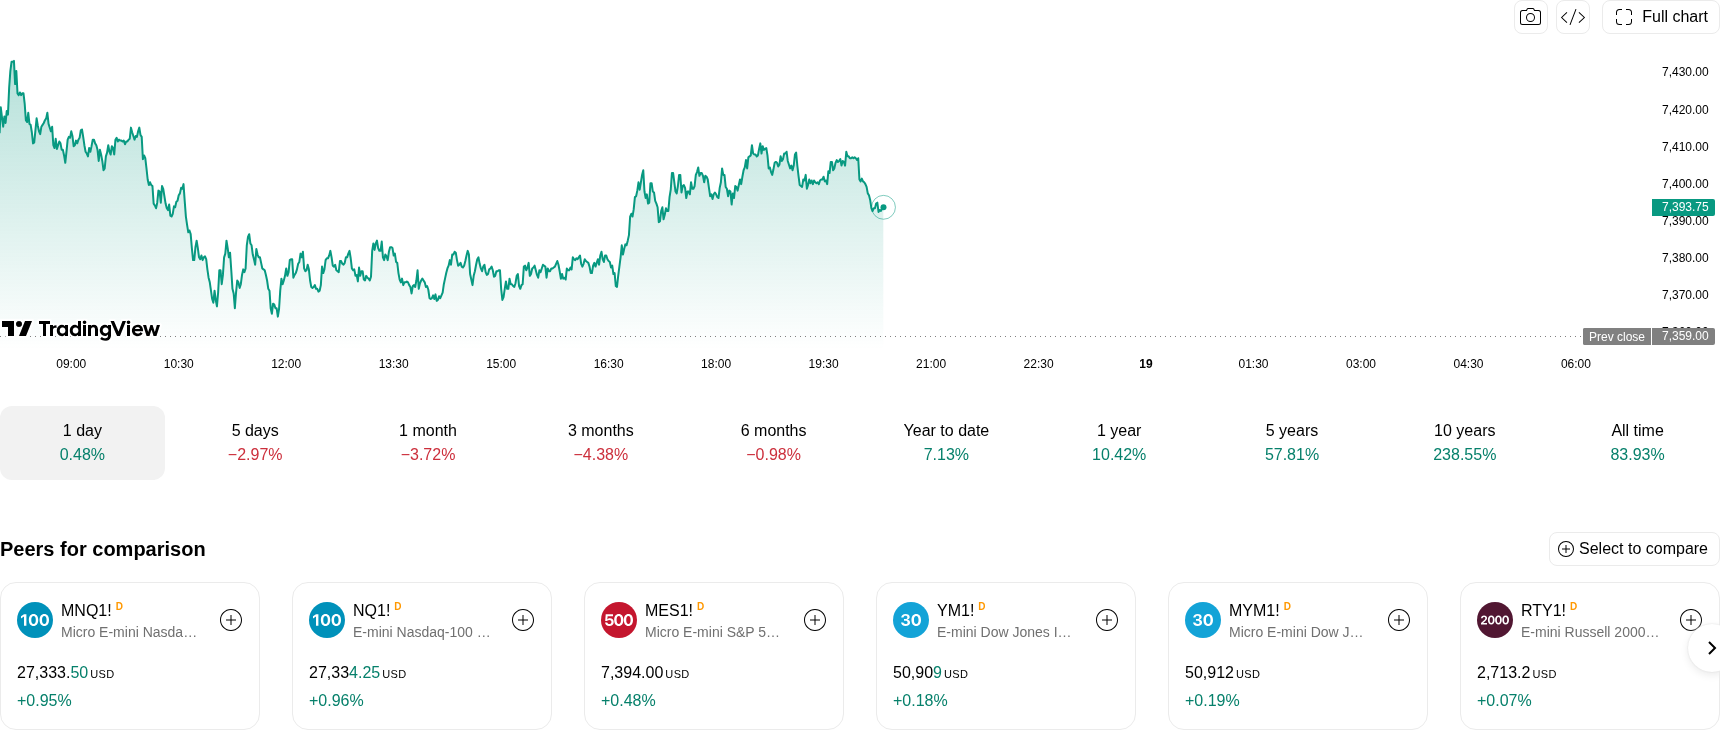 Full chart
7,430.00
7,420.00
7,410.00
7,400.00
7,393.75
7,390.00
7,380.00
7,370.00
Prev close 7,359.00
TradingView
09:00 10:30 12:00 13:30 15:00 16:30 18:00 19:30 21:00 22:30 19 01:30 03:00 04:30 06:00
1 day 5 days 1 month 3 months 6 months Year to date 1 year 5 years 10 years All time
0.48% −2.97% −3.72% −4.38% −0.98% 7.13% 10.42% 57.81% 238.55% 83.93%
Peers for comparison
Select to compare
100
MNQ1! D
Micro E-mini Nasda…
27,333.50 USD
+0.95%
100
NQ1! D
E-mini Nasdaq-100 …
27,334.25 USD
+0.96%
500
MES1! D
Micro E-mini S&P 5…
7,394.00 USD
+0.48%
30
YM1! D
E-mini Dow Jones I…
50,909 USD
+0.18%
30
MYM1! D
Micro E-mini Dow J…
50,912 USD
+0.19%
2000
RTY1! D
E-mini Russell 2000…
2,713.2 USD
+0.07%